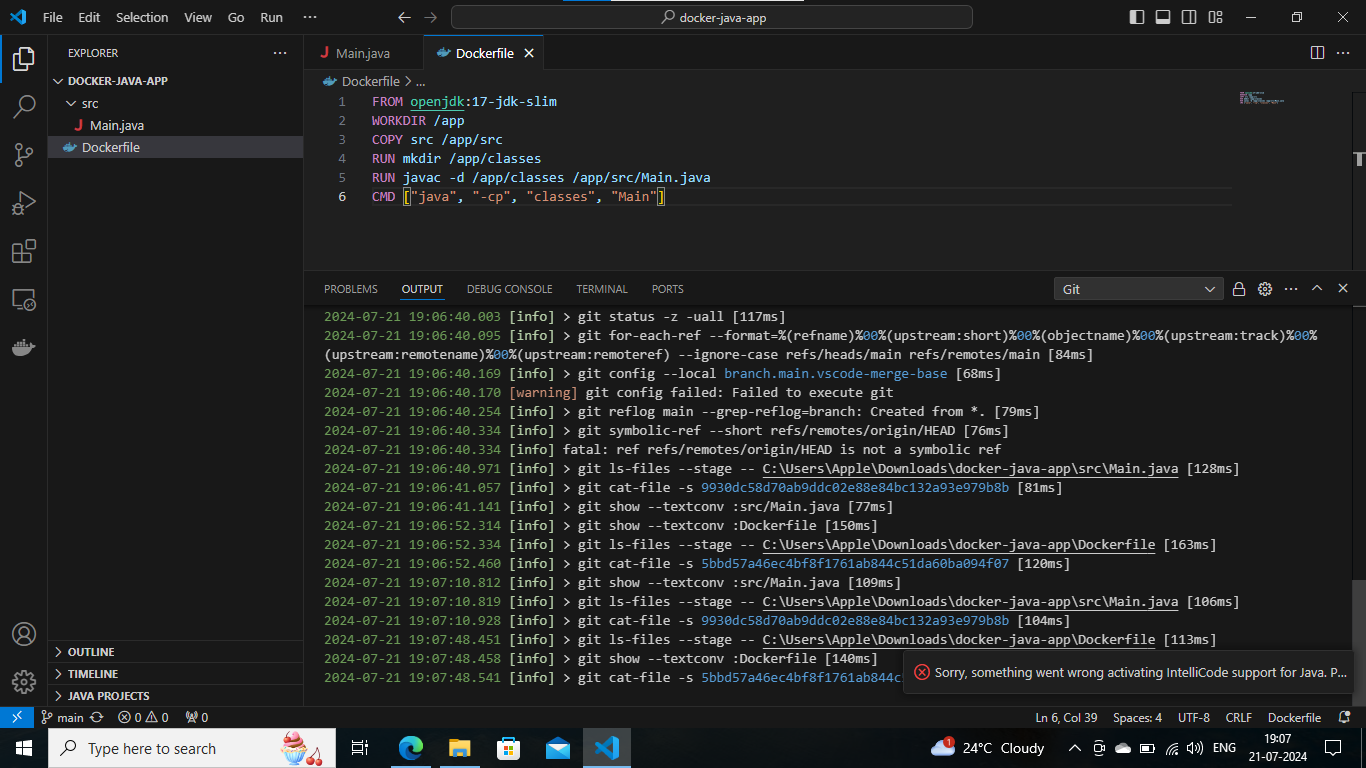 File Edit Selection View Go Run ···
docker-java-app
EXPLORER ···
DOCKER-JAVA-APP
src
Main.java
Dockerfile
OUTLINE
TIMELINE
JAVA PROJECTS
Main.java
Dockerfile
Dockerfile > ...
1 FROM openjdk:17-jdk-slim
2 WORKDIR /app
3 COPY src /app/src
4 RUN mkdir /app/classes
5 RUN javac -d /app/classes /app/src/Main.java
6 CMD ["java", "-cp", "classes", "Main"]
PROBLEMS OUTPUT DEBUG CONSOLE TERMINAL PORTS
Git
2024-07-21 19:06:40.003 [info] > git status -z -uall [117ms]
2024-07-21 19:06:40.095 [info] > git for-each-ref --format=%(refname)%00%(upstream:short)%00%(objectname)%00%(upstream:track)%00%
(upstream:remotename)%00%(upstream:remoteref) --ignore-case refs/heads/main refs/remotes/main [84ms]
2024-07-21 19:06:40.169 [info] > git config --local branch.main.vscode-merge-base [68ms]
2024-07-21 19:06:40.170 [warning] git config failed: Failed to execute git
2024-07-21 19:06:40.254 [info] > git reflog main --grep-reflog=branch: Created from *. [79ms]
2024-07-21 19:06:40.334 [info] > git symbolic-ref --short refs/remotes/origin/HEAD [76ms]
2024-07-21 19:06:40.334 [info] fatal: ref refs/remotes/origin/HEAD is not a symbolic ref
2024-07-21 19:06:40.971 [info] > git ls-files --stage -- C:\Users\Apple\Downloads\docker-java-app\src\Main.java [128ms]
2024-07-21 19:06:41.057 [info] > git cat-file -s 9930dc58d70ab9ddc02e88e84bc132a93e979b8b [81ms]
2024-07-21 19:06:41.141 [info] > git show --textconv :src/Main.java [77ms]
2024-07-21 19:06:52.314 [info] > git show --textconv :Dockerfile [150ms]
2024-07-21 19:06:52.334 [info] > git ls-files --stage -- C:\Users\Apple\Downloads\docker-java-app\Dockerfile [163ms]
2024-07-21 19:06:52.460 [info] > git cat-file -s 5bbd57a46ec4bf8f1761ab844c51da60ba094f07 [120ms]
2024-07-21 19:07:10.812 [info] > git show --textconv :src/Main.java [109ms]
2024-07-21 19:07:10.819 [info] > git ls-files --stage -- C:\Users\Apple\Downloads\docker-java-app\src\Main.java [106ms]
2024-07-21 19:07:10.928 [info] > git cat-file -s 9930dc58d70ab9ddc02e88e84bc132a93e979b8b [104ms]
2024-07-21 19:07:48.451 [info] > git ls-files --stage -- C:\Users\Apple\Downloads\docker-java-app\Dockerfile [113ms]
2024-07-21 19:07:48.458 [info] > git show --textconv :Dockerfile [140ms]
2024-07-21 19:07:48.541 [info] > git cat-file -s 5bbd57a46ec4bf8f1761ab844c
Sorry, something went wrong activating IntelliCode support for Java. P...
main 0 0 0
Ln 6, Col 39 Spaces: 4 UTF-8 CRLF Dockerfile
Type here to search
1 24°C Cloudy ENG
19:07
21-07-2024